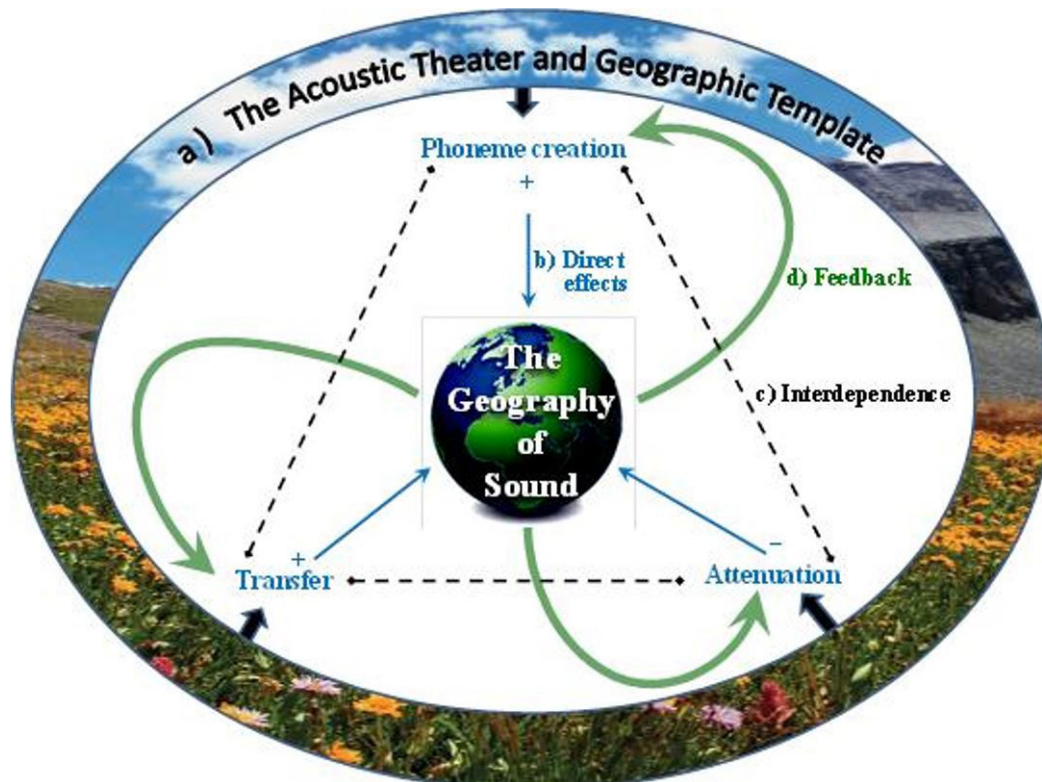 a ) The Acoustic Theater and Geographic Template
Phoneme creation
+
b) Direct
effects
d) Feedback
The
Geography
of
Sound
c) Interdependence
+
Transfer
–
Attenuation